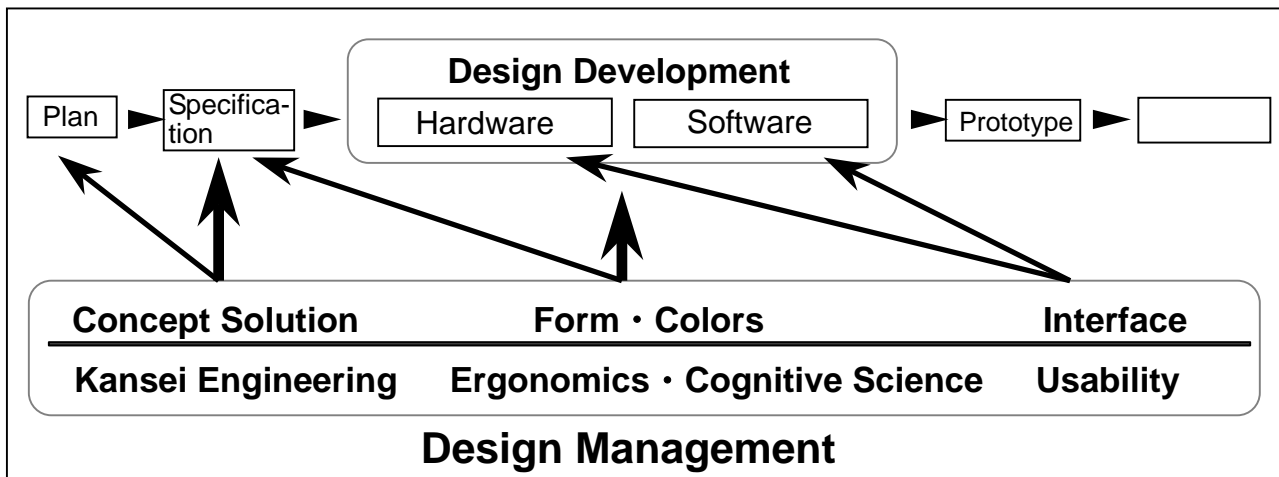 Design Development
Plan
Specifica-
tion
Hardware
Software
Prototype
Concept Solution
Form・Colors
Interface
Kansei Engineering
Ergonomics・Cognitive Science
Usability
Design Management